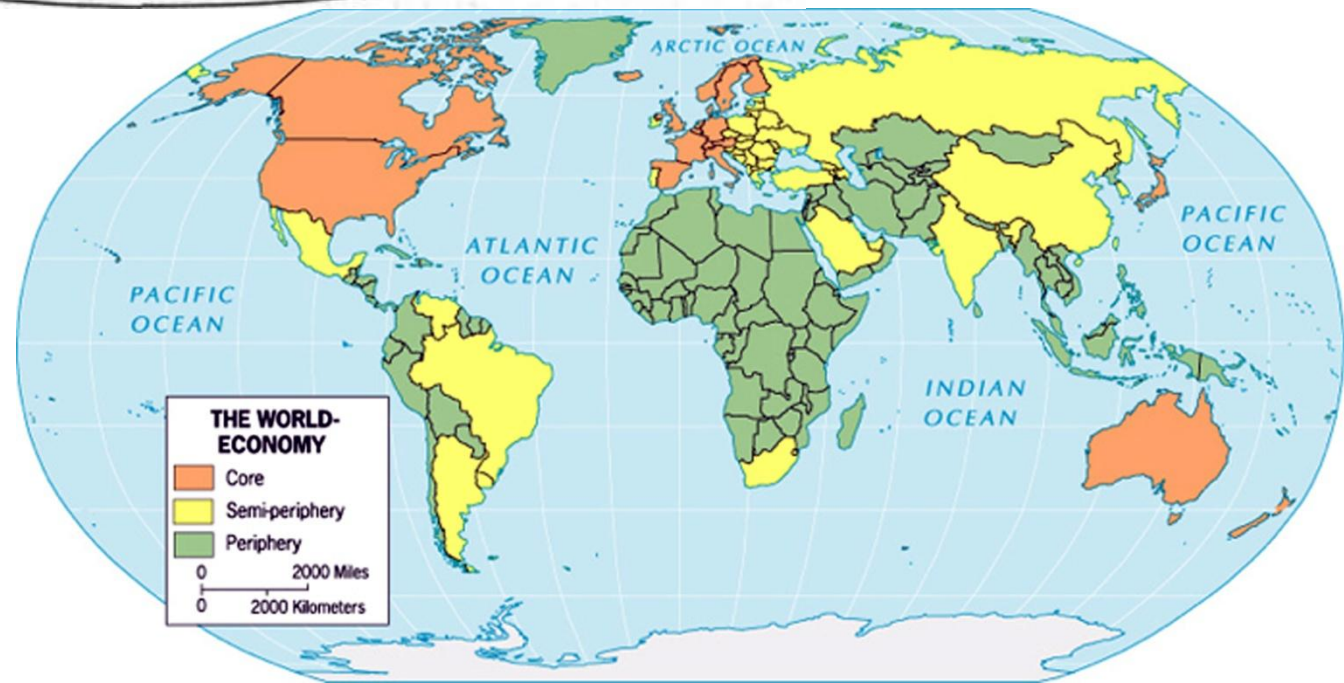 ARCTIC OCEAN
ATLANTIC
OCEAN
PACIFIC
OCEAN
PACIFIC
OCEAN
INDIAN
OCEAN
THE WORLD-
ECONOMY
Core
Semi-periphery
Periphery
0 2000 Miles
0 2000 Kilometers